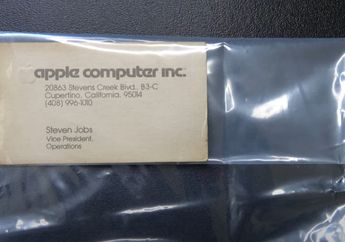 apple computer inc.
20863 Stevens Creek Blvd., B3-C
Cupertino, California. 95014
(408) 996-1010
Steven Jobs
Vice President,
Operations